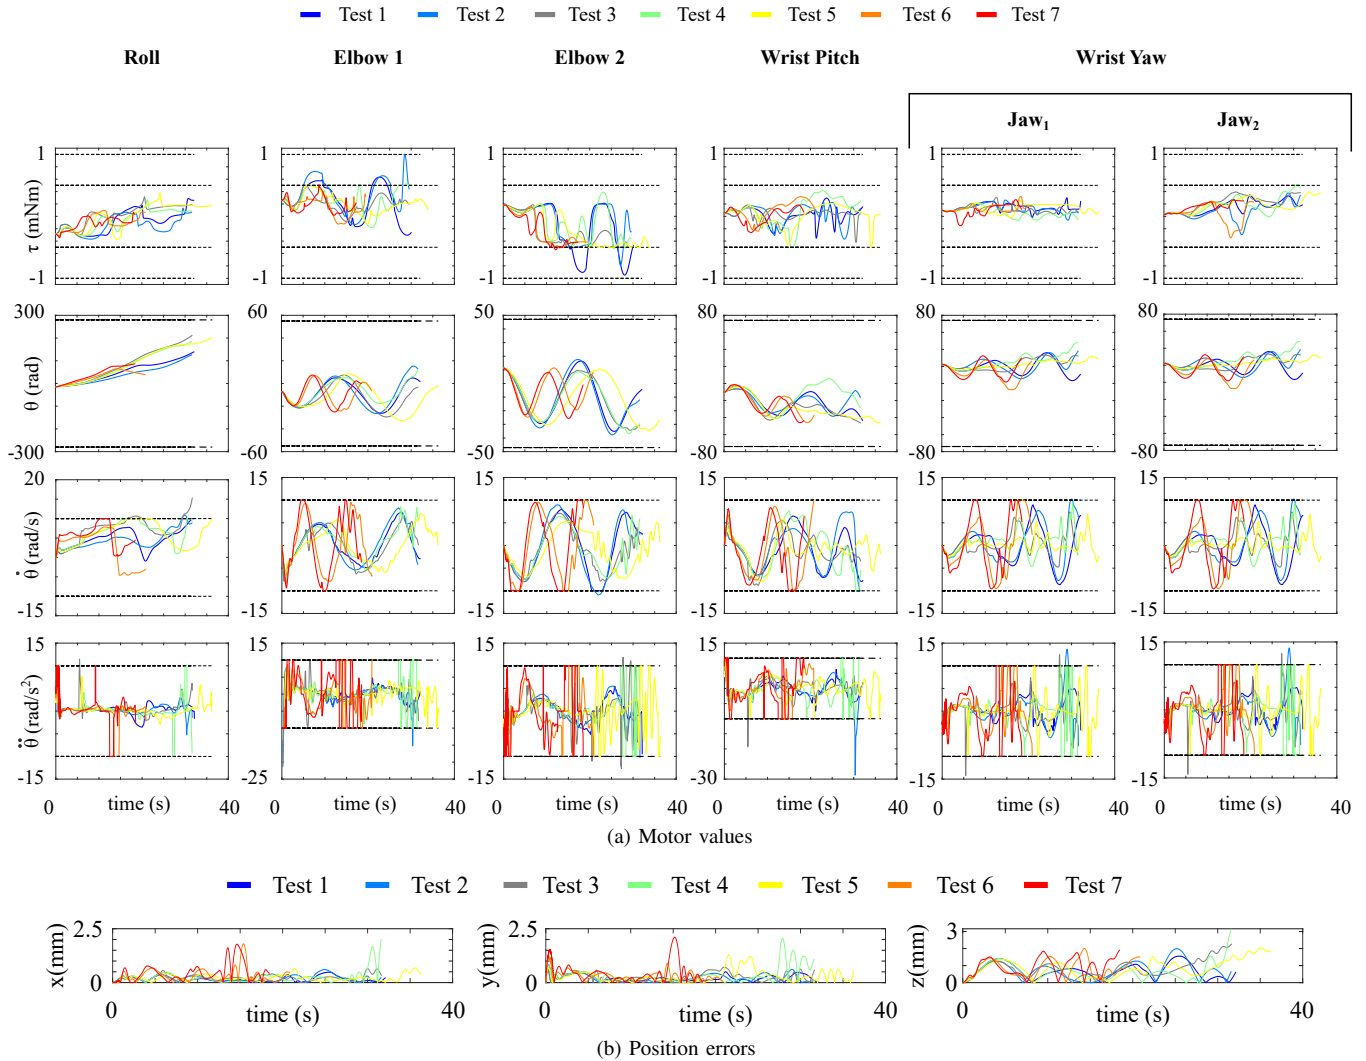 Test 1 Test 2 Test 3 Test 4 Test 5 Test 6 Test 7
Roll Elbow 1 Elbow 2 Wrist Pitch Wrist Yaw
Jaw1 Jaw2
τ (mNm)
1 1 1 1 1 1
-1 -1 -1 -1 -1 -1
θ (rad)
300 60 50 80 80 80
-300 -60 -50 -80 -80 -80
θ̇ (rad/s)
20 15 15 15 15 15
-15 -15 -15 -15 -15 -15
θ̈ (rad/s²)
15 15 15 15 15 15
-15 -25 -15 -30 -15 -15
0 time (s) 40 0 time (s) 40 0 time (s) 40 0 time (s) 40 0 time (s) 40 0 time (s) 40
(a) Motor values
Test 1 Test 2 Test 3 Test 4 Test 5 Test 6 Test 7
x(mm) 2.5 0 y(mm) 2.5 0 z(mm) 3 0
0 time (s) 40 0 time (s) 40 0 time (s) 40
(b) Position errors